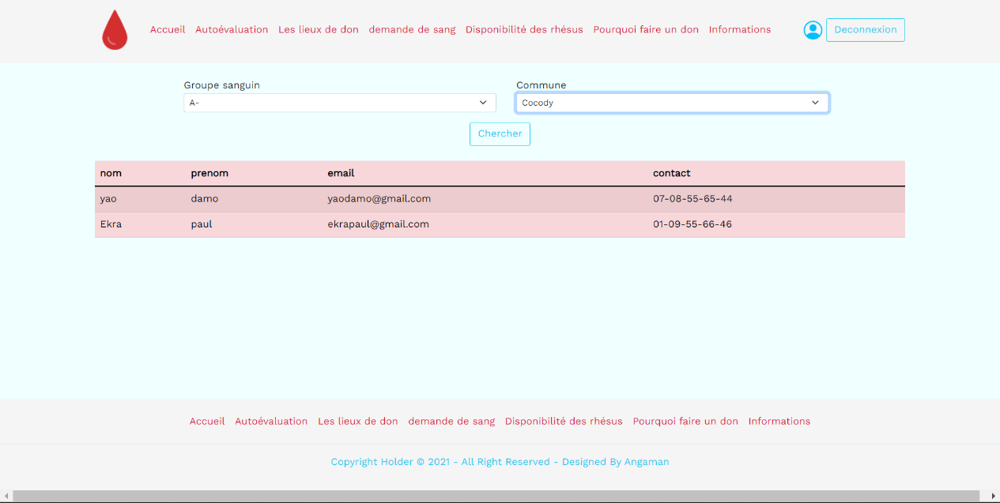 Accueil Autoévaluation Les lieux de don demande de sang Disponibilité des rhésus Pourquoi faire un don Informations Deconnexion
Groupe sanguin Commune
A- Cocody
Chercher
nom prenom email contact
yao damo yaodamo@gmail.com 07-08-55-65-44
Ekra paul ekrapaul@gmail.com 01-09-55-66-46
Accueil Autoévaluation Les lieux de don demande de sang Disponibilité des rhésus Pourquoi faire un don Informations
Copyright Holder © 2021 - All Right Reserved - Designed By Angaman